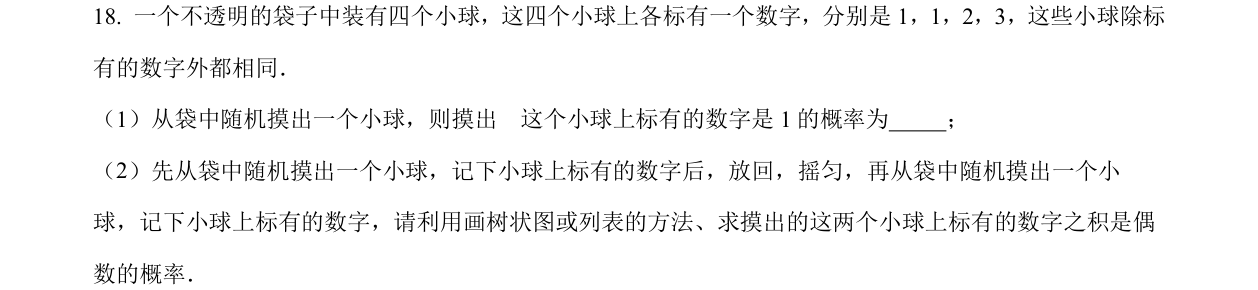 18. 一个不透明的袋子中装有四个小球，这四个小球上各标有一个数字，分别是 1，1，2，3，这些小球除标
有的数字外都相同．
（1）从袋中随机摸出一个小球，则摸出 这个小球上标有的数字是 1 的概率为_____；
（2）先从袋中随机摸出一个小球，记下小球上标有的数字后，放回，摇匀，再从袋中随机摸出一个小
球，记下小球上标有的数字，请利用画树状图或列表的方法、求摸出的这两个小球上标有的数字之积是偶
数的概率．